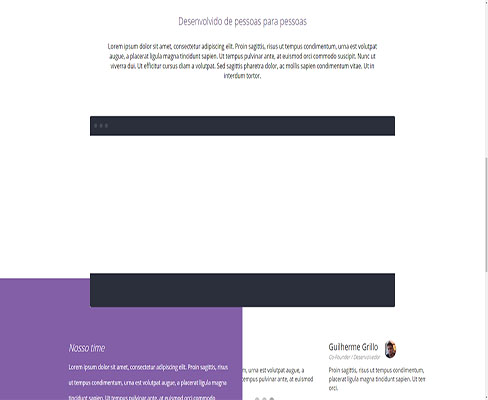 Desenvolvido de pessoas para pessoas
Lorem ipsum dolor sit amet, consectetur adipiscing elit. Proin sagittis, risus ut tempus condimentum, urna est volutpat
augue, a placerat ligula magna tincidunt sapien. Ut tempus pulvinar ante, at euismod orci commodo suscipit. Nunc ut
viverra dui. Ut efficitur cursus diam a volutpat. Sed sagittis pharetra dolor, ac mollis sapien condimentum vitae. Ut in
interdum tortor.
Nosso time
Lorem ipsum dolor sit amet, consectetur adipiscing elit. Proin sagittis, risus
ut tempus condimentum, urna est volutpat augue, a placerat ligula magna
tincidunt sapien. Ut tempus pulvinar ante, at euismod orci commodo
urna est volutpat augue, a
tempus pulvinar ante, at euismod
Guilherme Grillo
Co-Founder / Desenvolvedor
Proin sagittis, risus ut tempus condimentum,
ligula magna tincidunt sapien. Ut tem
orci.